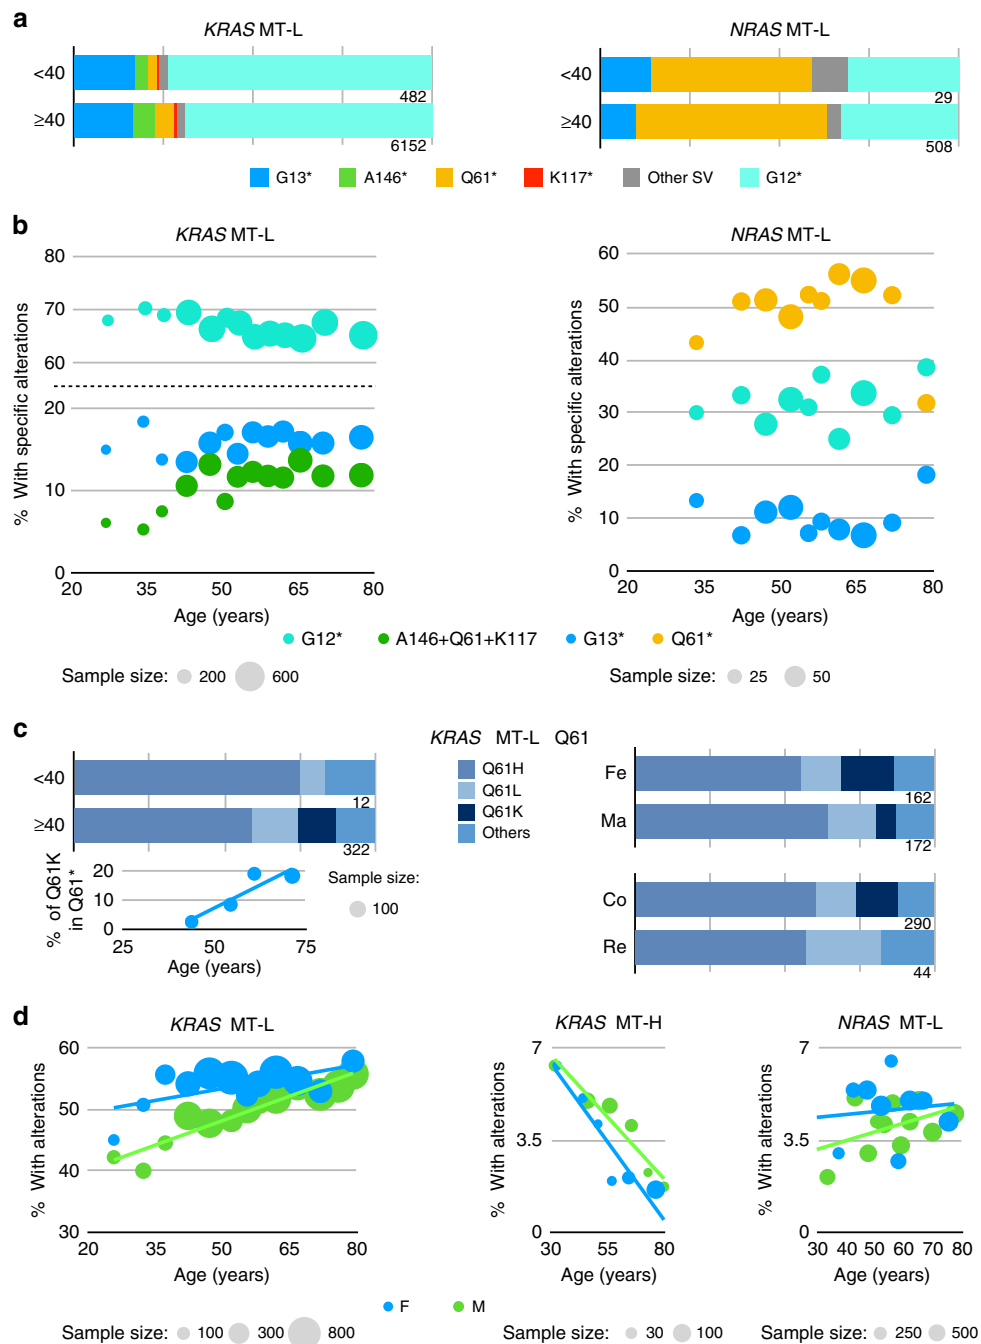 a
KRAS MT-L
NRAS MT-L
<40
482
≥40
6152
<40
29
≥40
508
G13*
A146*
Q61*
K117*
Other SV
G12*
b
KRAS MT-L
% With specific alterations
80
70
60
20
10
0
20
35
50
65
80
Age (years)
NRAS MT-L
% With specific alterations
60
50
40
30
20
10
0
20
35
50
65
80
Age (years)
G12*
A146+Q61+K117
G13*
Q61*
Sample size: 200 600
Sample size: 25 50
c
KRAS MT-L Q61
<40
12
≥40
322
Q61H
Q61L
Q61K
Others
Fe
162
Ma
172
Co
290
Re
44
% of Q61K
in Q61*
20
10
0
25
50
75
Age (years)
Sample size:
100
d
KRAS MT-L
% With alterations
60
50
40
30
20
35
50
65
80
Age (years)
KRAS MT-H
% With alterations
7
3.5
0
30
55
80
Age (years)
NRAS MT-L
% With alterations
7
3.5
0
30
40
50
60
70
80
Age (years)
F
M
Sample size: 100 300 800
Sample size: 30 100
Sample size: 250 500